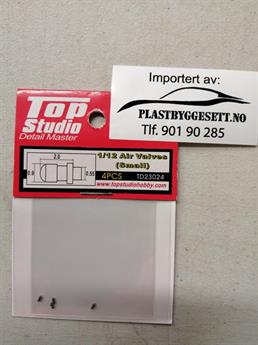 Importert av:
PLASTBYGGESETT.NO
Tlf. 901 90 285
Top
Studio
Detail Master
1/12 Air Valves
(Small)
2.0
0.9
0.55
4PCS TD23024
www.topstudiohobby.com